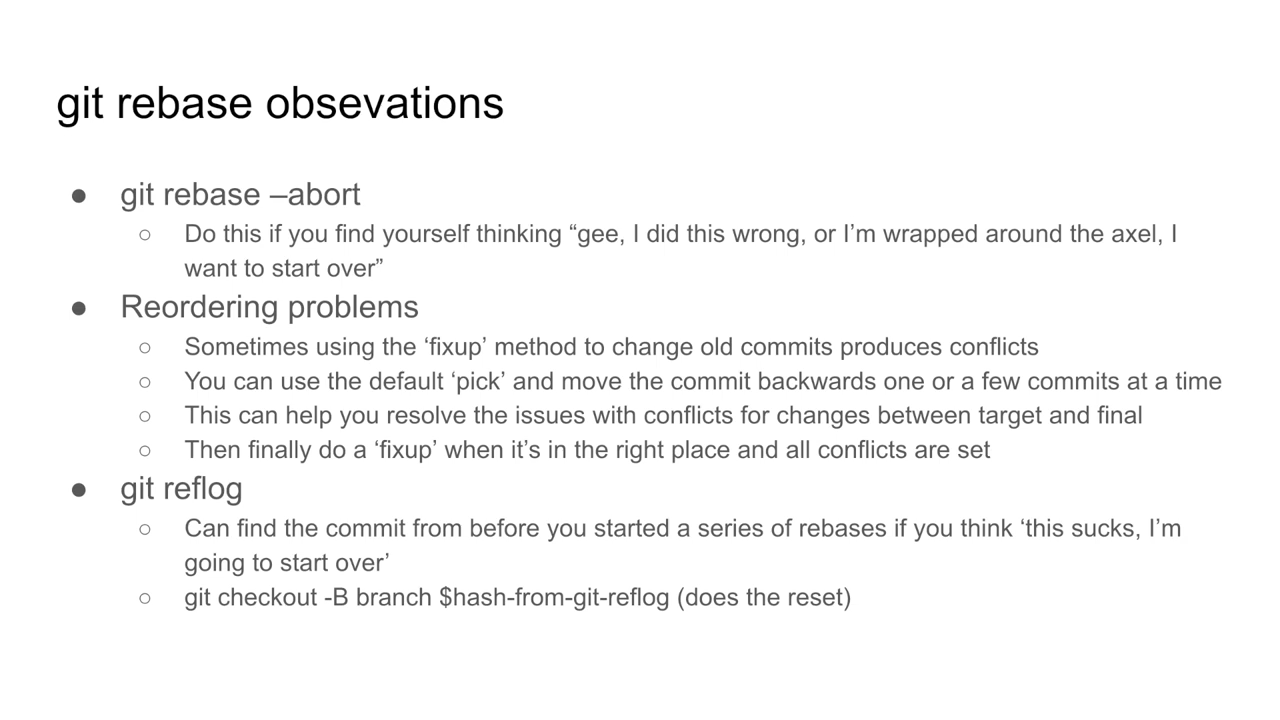 git rebase obsevations
● git rebase –abort
○ Do this if you find yourself thinking “gee, I did this wrong, or I’m wrapped around the axel, I
want to start over”
● Reordering problems
○ Sometimes using the ‘fixup’ method to change old commits produces conflicts
○ You can use the default ‘pick’ and move the commit backwards one or a few commits at a time
○ This can help you resolve the issues with conflicts for changes between target and final
○ Then finally do a ‘fixup’ when it’s in the right place and all conflicts are set
● git reflog
○ Can find the commit from before you started a series of rebases if you think ‘this sucks, I’m
going to start over’
○ git checkout -B branch $hash-from-git-reflog (does the reset)